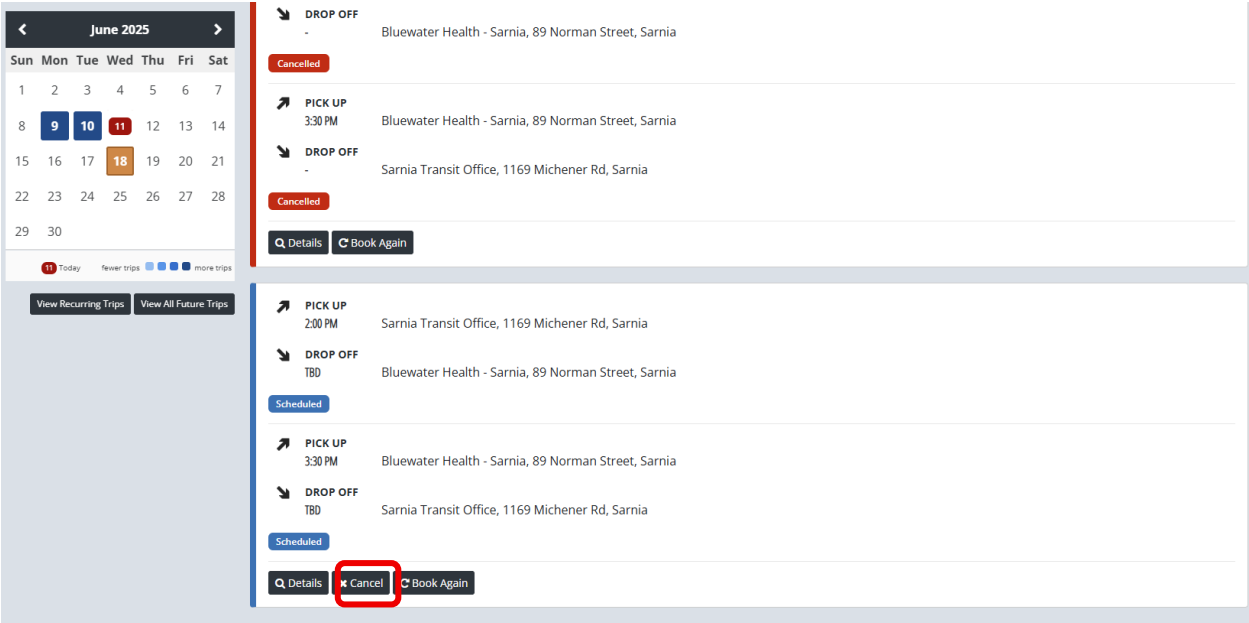 June 2025
Sun Mon Tue Wed Thu Fri Sat
1 2 3 4 5 6 7
8 9 10 11 12 13 14
15 16 17 18 19 20 21
22 23 24 25 26 27 28
29 30
11 Today fewer trips more trips
View Recurring Trips View All Future Trips
DROP OFF
- Bluewater Health - Sarnia, 89 Norman Street, Sarnia
Cancelled
PICK UP
3:30 PM Bluewater Health - Sarnia, 89 Norman Street, Sarnia
DROP OFF
- Sarnia Transit Office, 1169 Michener Rd, Sarnia
Cancelled
Details Book Again
PICK UP
2:00 PM Sarnia Transit Office, 1169 Michener Rd, Sarnia
DROP OFF
TBD Bluewater Health - Sarnia, 89 Norman Street, Sarnia
Scheduled
PICK UP
3:30 PM Bluewater Health - Sarnia, 89 Norman Street, Sarnia
DROP OFF
TBD Sarnia Transit Office, 1169 Michener Rd, Sarnia
Scheduled
Details Cancel Book Again